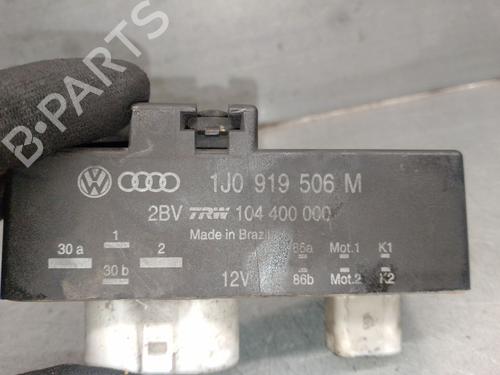 B-PARTS
1J0 919 506 M
2BV TRW 104 400 000
Made in Brazil
30 a 1 2 86a Mot.1 K1
30 b 12V 86b Mot.2 K2